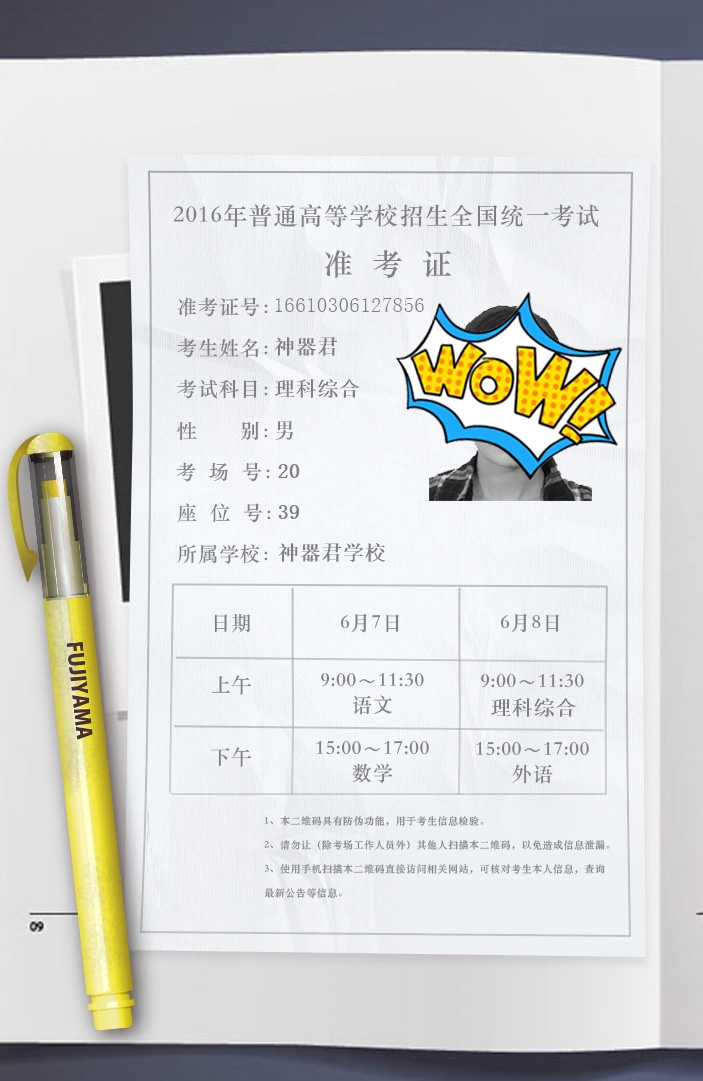 2016年普通高等学校招生全国统一考试
准 考 证
准考证号: 16610306127856
考生姓名: 神器君
考试科目: 理科综合
性 别: 男
考 场 号: 20
座 位 号: 39
所属学校: 神器君学校
WOW!
日期 6月7日 6月8日
上午 9:00～11:30 语文 9:00～11:30 理科综合
下午 15:00～17:00 数学 15:00～17:00 外语
1、本二维码具有防伪功能，用于考生信息检验。
2、请勿让（除考场工作人员外）其他人扫描本二维码，以免造成信息泄漏。
3、使用手机扫描本二维码直接访问相关网站，可核对考生本人信息，查询
最新公告等信息。
FUJIYAMA
09